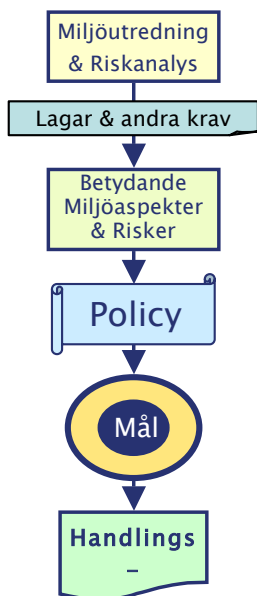 Miljöutredning
& Riskanalys
Lagar & andra krav
Betydande
Miljöaspekter
& Risker
Policy
Mål
Handlings
–